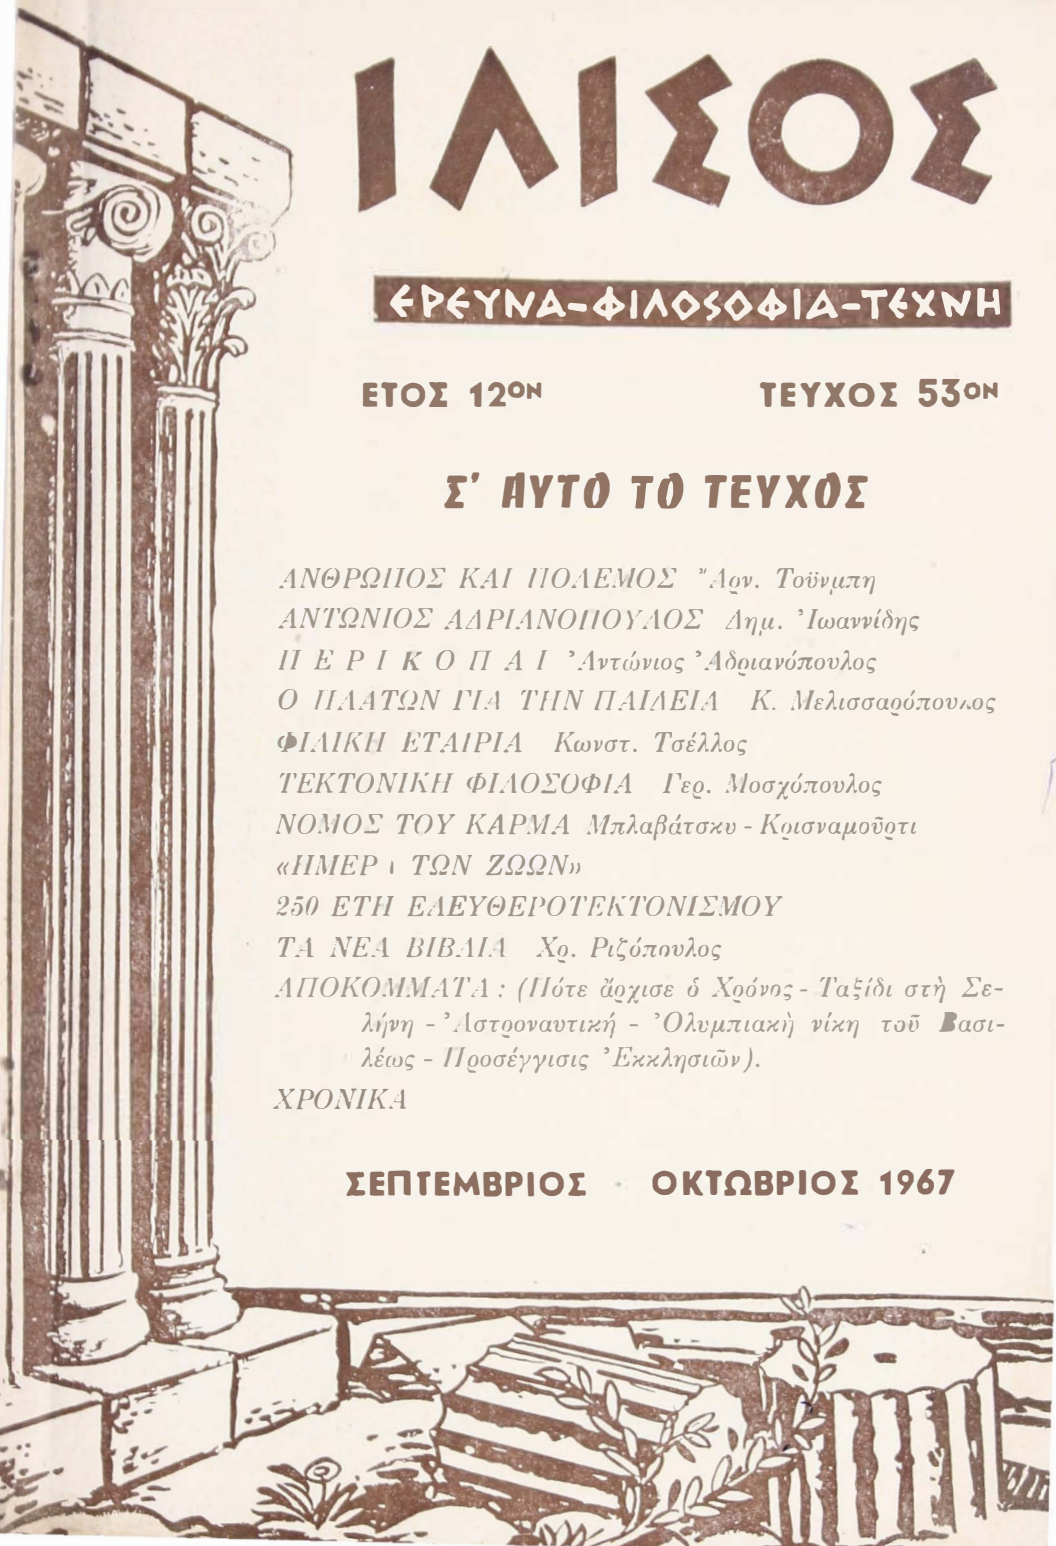 ΙΛΙΣΟΣ
ΕΡΕΥΝΑ-ΦΙΛΟΣΟΦΙΑ-ΤΕΧΝΗ
ΕΤΟΣ 12ΟΝ ΤΕΥΧΟΣ 53ΟΝ
Σ' ΑΥΤΟ ΤΟ ΤΕΥΧΟΣ
ΑΝΘΡΩΠΟΣ ΚΑΙ ΠΟΛΕΜΟΣ Ἄρν. Τοϋνμπη
ΑΝΤΩΝΙΟΣ ΑΔΡΙΑΝΟΠΟΥΛΟΣ Δημ. Ἰωαννίδης
Π Ε Ρ Ι Κ Ο Π Α Ι Ἀντώνιος Ἀδριανόπουλος
Ο ΠΛΑΤΩΝ ΓΙΑ ΤΗΝ ΠΑΙΔΕΙΑ Κ. Μελισσαρόπουλος
ΦΙΛΙΚΗ ΕΤΑΙΡΙΑ Κωνστ. Τσέλλος
ΤΕΚΤΟΝΙΚΗ ΦΙΛΟΣΟΦΙΑ Γερ. Μοσχόπουλος
ΝΟΜΟΣ ΤΟΥ ΚΑΡΜΑ Μπλαβάτσκυ - Κρισναμοῦρτι
«ΗΜΕΡΑ ΤΩΝ ΖΩΩΝ»
250 ΕΤΗ ΕΛΕΥΘΕΡΟΤΕΚΤΟΝΙΣΜΟΥ
ΤΑ ΝΕΑ ΒΙΒΛΙΑ Χρ. Ριζόπουλος
ΑΠΟΚΟΜΜΑΤΑ : (Πότε ἄρχισε ὁ Χρόνος - Ταξίδι στὴ Σε-
λήνη - Ἀστροναυτική - Ὀλυμπιακὴ νίκη τοῦ Βασι-
λέως - Προσέγγισις Ἐκκλησιῶν).
ΧΡΟΝΙΚΑ
ΣΕΠΤΕΜΒΡΙΟΣ - ΟΚΤΩΒΡΙΟΣ 1967